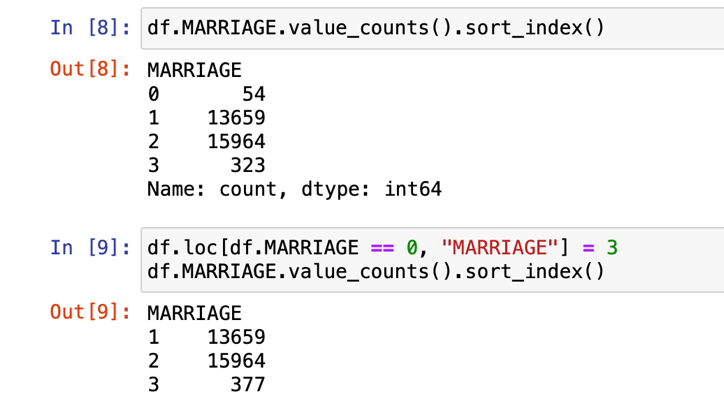 In [8]: df.MARRIAGE.value_counts().sort_index()
Out[8]: MARRIAGE
0 54
1 13659
2 15964
3 323
Name: count, dtype: int64
In [9]: df.loc[df.MARRIAGE == 0, "MARRIAGE"] = 3
df.MARRIAGE.value_counts().sort_index()
Out[9]: MARRIAGE
1 13659
2 15964
3 377